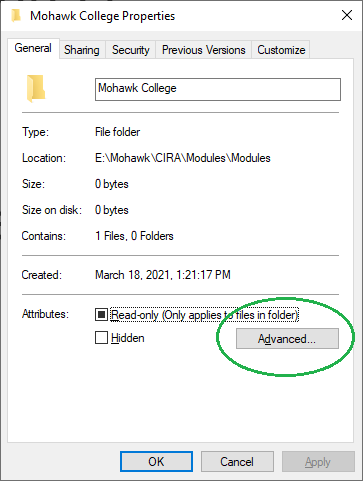 Mohawk College Properties
General Sharing Security Previous Versions Customize
Mohawk College
Type: File folder
Location: E:\Mohawk\CIRA\Modules\Modules
Size: 0 bytes
Size on disk: 0 bytes
Contains: 1 Files, 0 Folders
Created: March 18, 2021, 1:21:17 PM
Attributes: Read-only (Only applies to files in folder)
Hidden Advanced...
OK Cancel Apply